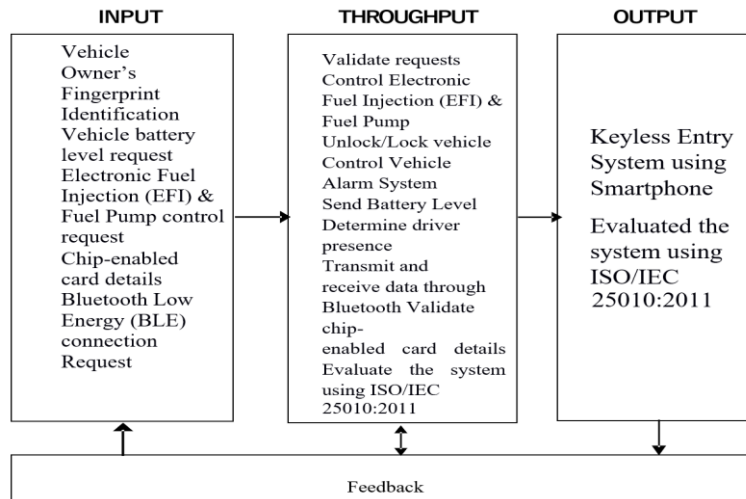 INPUT
Vehicle
Owner's
Fingerprint
Identification
Vehicle battery
level request
Electronic Fuel
Injection (EFI) &
Fuel Pump control
request
Chip-enabled
card details
Bluetooth Low
Energy (BLE)
connection
Request
THROUGHPUT
Validate requests
Control Electronic
Fuel Injection (EFI) &
Fuel Pump
Unlock/Lock vehicle
Control Vehicle
Alarm System
Send Battery Level
Determine driver
presence
Transmit and
receive data through
Bluetooth Validate
chip-
enabled card details
Evaluate the system
using ISO/IEC
25010:2011
OUTPUT
Keyless Entry
System using
Smartphone
Evaluated the
system using
ISO/IEC
25010:2011
Feedback